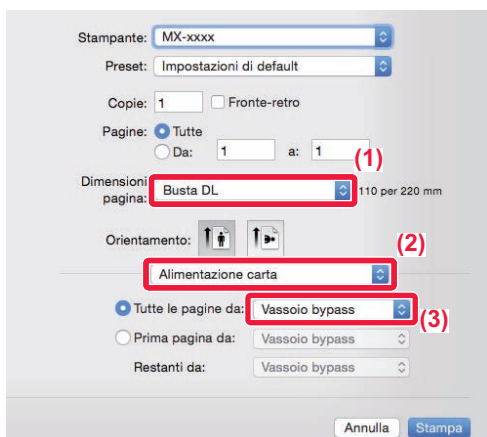 Stampante: MX-xxxx
Preset: Impostazioni di default
Copie: 1 Fronte-retro
Pagine: Tutte
Da: 1 a: 1
(1)
Dimensioni
pagina: Busta DL 110 per 220 mm
Orientamento:
(2)
Alimentazione carta
Tutte le pagine da: Vassoio bypass
(3)
Prima pagina da: Vassoio bypass
Restanti da: Vassoio bypass
Annulla Stampa